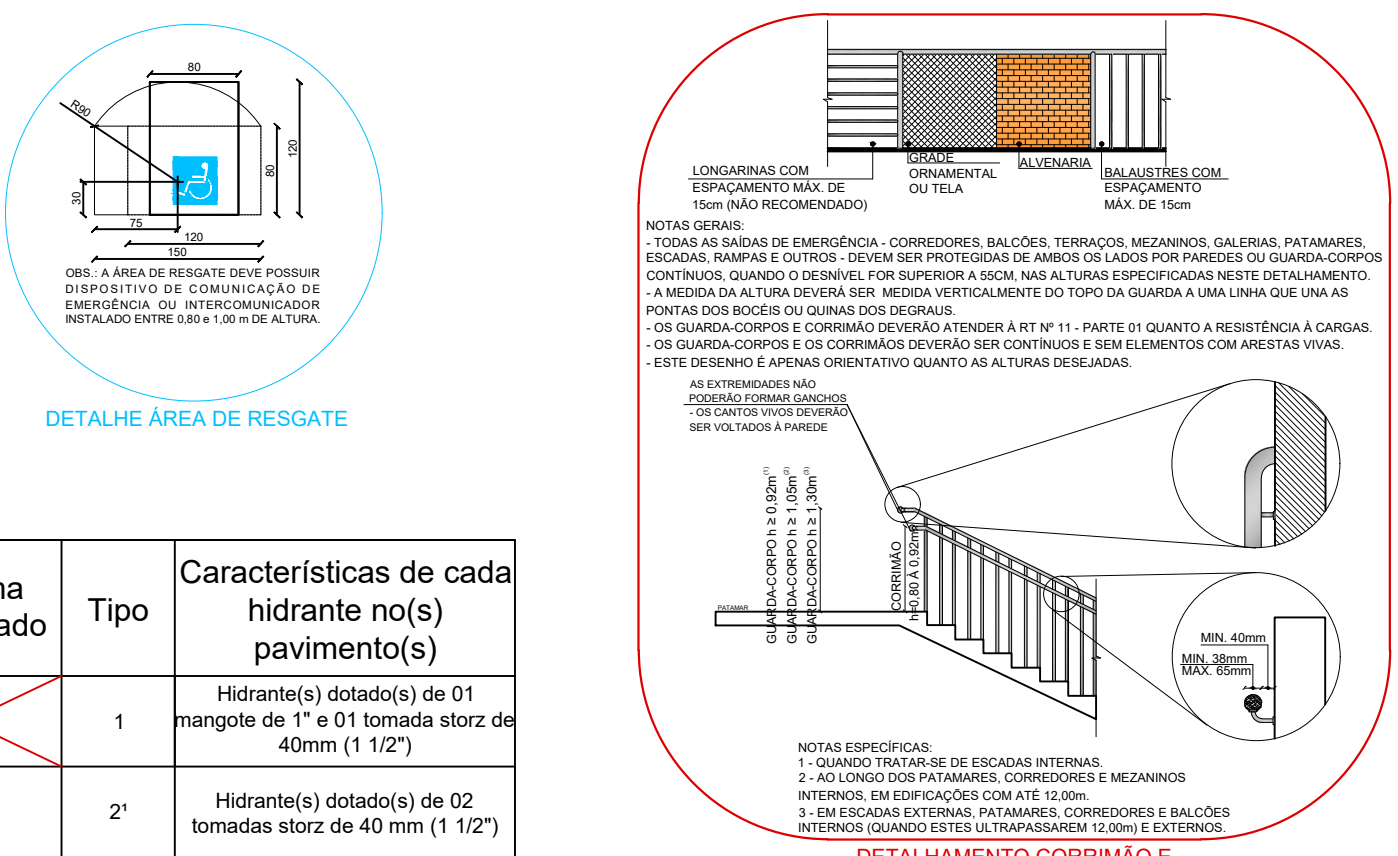 80
R90
120
80
30
75
120
150
OBS.: A ÁREA DE RESGATE DEVE POSSUIR
DISPOSITIVO DE COMUNICAÇÃO DE
EMERGÊNCIA OU INTERCOMUNICADOR
INSTALADO ENTRE 0,80 e 1,00 m DE ALTURA.
DETALHE ÁREA DE RESGATE
Tipo
Características de cada
hidrante no(s)
pavimento(s)
1
Hidrante(s) dotado(s) de 01
mangote de 1" e 01 tomada storz de
40mm (1 1/2")
2¹
Hidrante(s) dotado(s) de 02
tomadas storz de 40 mm (1 1/2")
LONGARINAS COM
ESPAÇAMENTO MÁX. DE
15cm (NÃO RECOMENDADO)
GRADE
ORNAMENTAL
OU TELA
ALVENARIA
BALAUSTRES COM
ESPAÇAMENTO
MÁX. DE 15cm
NOTAS GERAIS:
- TODAS AS SAÍDAS DE EMERGÊNCIA - CORREDORES, BALCÕES, TERRAÇOS, MEZANINOS, GALERIAS, PATAMARES,
ESCADAS, RAMPAS E OUTROS - DEVEM SER PROTEGIDAS DE AMBOS OS LADOS POR PAREDES OU GUARDA-CORPOS
CONTÍNUOS, QUANDO O DESNÍVEL FOR SUPERIOR A 55CM, NAS ALTURAS ESPECIFICADAS NESTE DETALHAMENTO.
- A MEDIDA DA ALTURA DEVERÁ SER MEDIDA VERTICALMENTE DO TOPO DA GUARDA A UMA LINHA QUE UNA AS
PONTAS DOS BOCÉIS OU QUINAS DOS DEGRAUS.
- OS GUARDA-CORPOS E CORRIMÃO DEVERÃO ATENDER À RT Nº 11 - PARTE 01 QUANTO A RESISTÊNCIA À CARGAS.
- OS GUARDA-CORPOS E OS CORRIMÃOS DEVERÃO SER CONTÍNUOS E SEM ELEMENTOS COM ARESTAS VIVAS.
- ESTE DESENHO É APENAS ORIENTATIVO QUANTO AS ALTURAS DESEJADAS.
AS EXTREMIDADES NÃO
PODERÃO FORMAR GANCHOS
- OS CANTOS VIVOS DEVERÃO
SER VOLTADOS À PAREDE
GUARDA-CORPO h ≥ 0,92m⁽¹⁾
GUARDA-CORPO h ≥ 1,05m⁽²⁾
GUARDA-CORPO h ≥ 1,30m⁽³⁾
CORRIMÃO
h=0,80 À 0,92m
PATAMAR
MIN. 40mm
MIN. 38mm
MAX. 65mm
NOTAS ESPECÍFICAS:
1 - QUANDO TRATAR-SE DE ESCADAS INTERNAS.
2 - AO LONGO DOS PATAMARES, CORREDORES E MEZANINOS
INTERNOS, EM EDIFICAÇÕES COM ATÉ 12,00m.
3 - EM ESCADAS EXTERNAS, PATAMARES, CORREDORES E BALCÕES
INTERNOS (QUANDO ESTES ULTRAPASSAREM 12,00m) E EXTERNOS.
DETALHAMENTO CORRIMÃO E